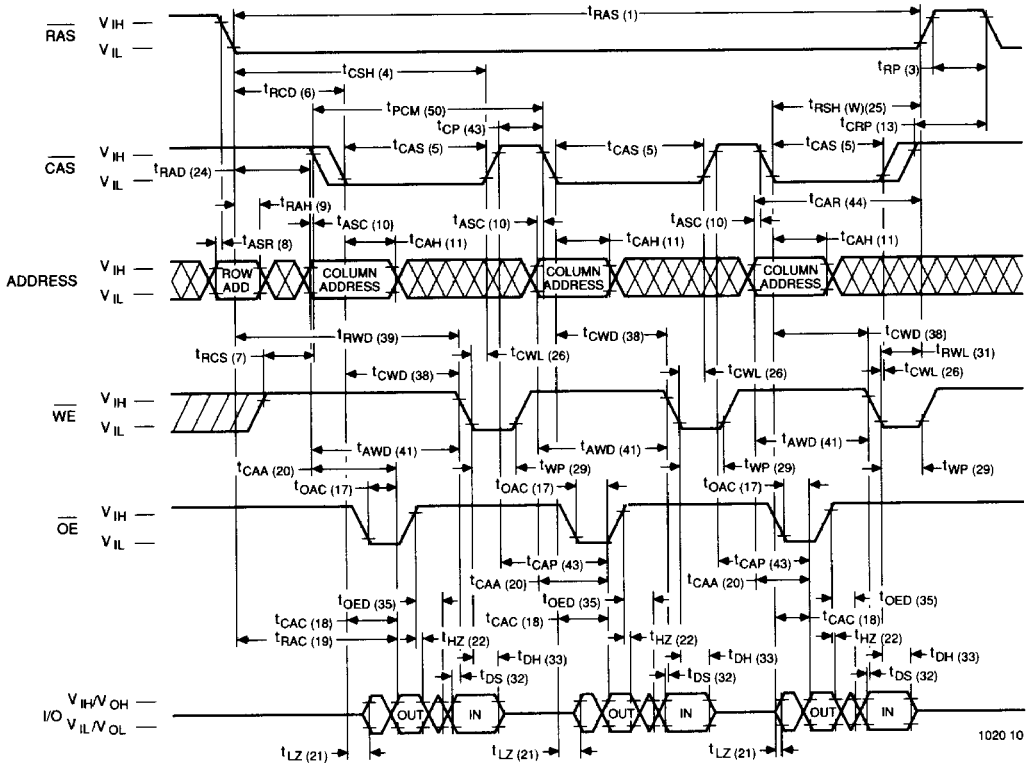 RAS
V IH
V IL
t RAS (1)
t RP (3)
t CSH (4)
t RCD (6)
t PCM (50)
t RSH (W)(25)
t CP (43)
t CRP (13)
CAS
V IH
V IL
t CAS (5)
t CAS (5)
t CAS (5)
t RAD (24)
t CAR (44)
t RAH (9)
t ASC (10)
t ASC (10)
t ASC (10)
t ASR (8)
t CAH (11)
t CAH (11)
t CAH (11)
ADDRESS
V IH
V IL
ROW ADD
COLUMN ADDRESS
COLUMN ADDRESS
COLUMN ADDRESS
t RWD (39)
t CWD (38)
t CWD (38)
t RCS (7)
t CWL (26)
t CWL (26)
t RWL (31)
t CWD (38)
t CWL (26)
WE
V IH
V IL
t AWD (41)
t AWD (41)
t AWD (41)
t CAA (20)
t WP (29)
t WP (29)
t WP (29)
t OAC (17)
t OAC (17)
t OAC (17)
OE
V IH
V IL
t CAP (43)
t CAP (43)
t CAA (20)
t CAA (20)
t OED (35)
t OED (35)
t OED (35)
t CAC (18)
t CAC (18)
t CAC (18)
t RAC (19)
t HZ (22)
t HZ (22)
t HZ (22)
t DH (33)
t DH (33)
t DH (33)
t DS (32)
t DS (32)
t DS (32)
I/O
V IH/V OH
V IL/V OL
OUT
IN
OUT
IN
OUT
IN
t LZ (21)
t LZ (21)
t LZ (21)
1020 10